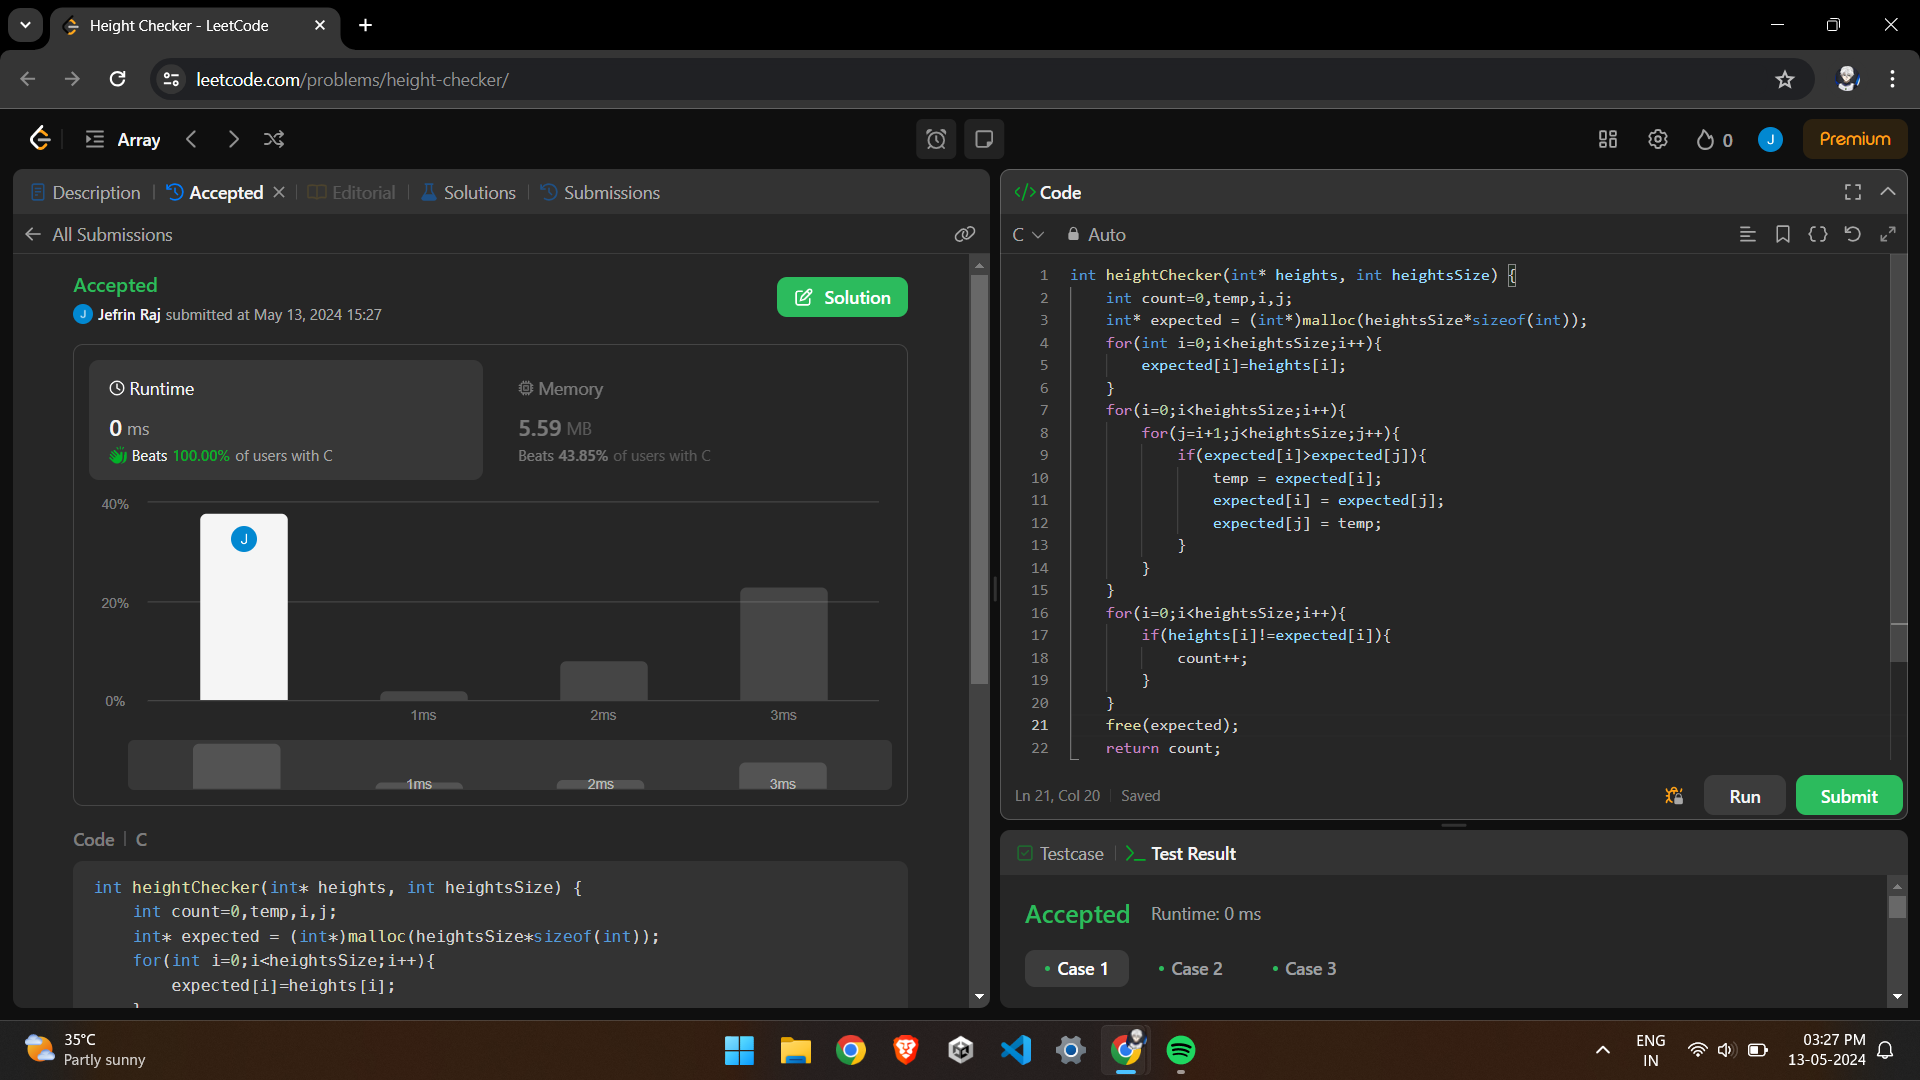 Height Checker - LeetCode
leetcode.com/problems/height-checker/
Array
0
J
Premium
Description
Accepted
Editorial
Solutions
Submissions
All Submissions
Accepted
Solution
J Jefrin Raj submitted at May 13, 2024 15:27
Runtime
0 ms
Beats 100.00% of users with C
Memory
5.59 MB
Beats 43.85% of users with C
40%
J
20%
0%
1ms
2ms
3ms
1ms
2ms
3ms
Code | C
int heightChecker(int* heights, int heightsSize) {
    int count=0,temp,i,j;
    int* expected = (int*)malloc(heightsSize*sizeof(int));
    for(int i=0;i<heightsSize;i++){
        expected[i]=heights[i];
</> Code
C
Auto
1 int heightChecker(int* heights, int heightsSize) {
2     int count=0,temp,i,j;
3     int* expected = (int*)malloc(heightsSize*sizeof(int));
4     for(int i=0;i<heightsSize;i++){
5         expected[i]=heights[i];
6     }
7     for(i=0;i<heightsSize;i++){
8         for(j=i+1;j<heightsSize;j++){
9             if(expected[i]>expected[j]){
10                 temp = expected[i];
11                 expected[i] = expected[j];
12                 expected[j] = temp;
13             }
14         }
15     }
16     for(i=0;i<heightsSize;i++){
17         if(heights[i]!=expected[i]){
18             count++;
19         }
20     }
21     free(expected);
22     return count;
Ln 21, Col 20 | Saved
Run
Submit
Testcase
>_ Test Result
Accepted
Runtime: 0 ms
• Case 1
• Case 2
• Case 3
35°C
Partly sunny
ENG
IN
03:27 PM
13-05-2024